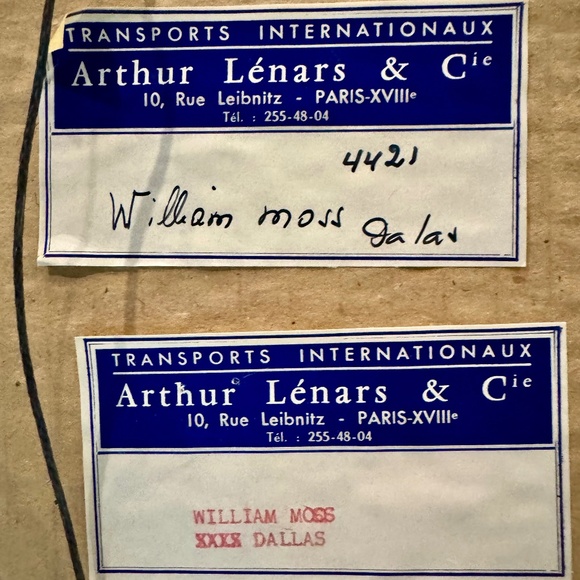 TRANSPORTS INTERNATIONAUX
Arthur Lénars & Cie
10, Rue Leibnitz - PARIS-XVIIIe
Tél. : 255-48-04
4421
William Moss Dalas
TRANSPORTS INTERNATIONAUX
Arthur Lénars & Cie
10, Rue Leibnitz - PARIS-XVIIIe
Tél. : 255-48-04
WILLIAM MOSS
XXXX DALLAS